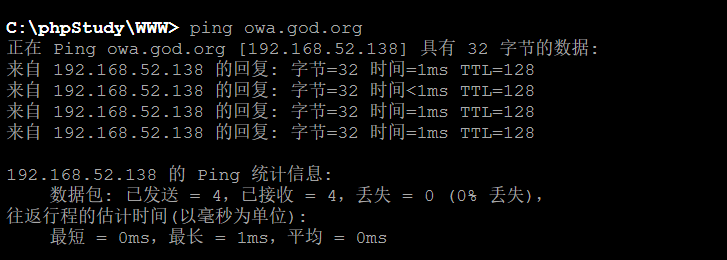 C:\phpStudy\WWW> ping owa.god.org
正在 Ping owa.god.org [192.168.52.138] 具有 32 字节的数据:
来自 192.168.52.138 的回复: 字节=32 时间=1ms TTL=128
来自 192.168.52.138 的回复: 字节=32 时间<1ms TTL=128
来自 192.168.52.138 的回复: 字节=32 时间=1ms TTL=128
来自 192.168.52.138 的回复: 字节=32 时间=1ms TTL=128
192.168.52.138 的 Ping 统计信息:
数据包: 已发送 = 4，已接收 = 4，丢失 = 0 (0% 丢失)，
往返行程的估计时间(以毫秒为单位):
最短 = 0ms，最长 = 1ms，平均 = 0ms